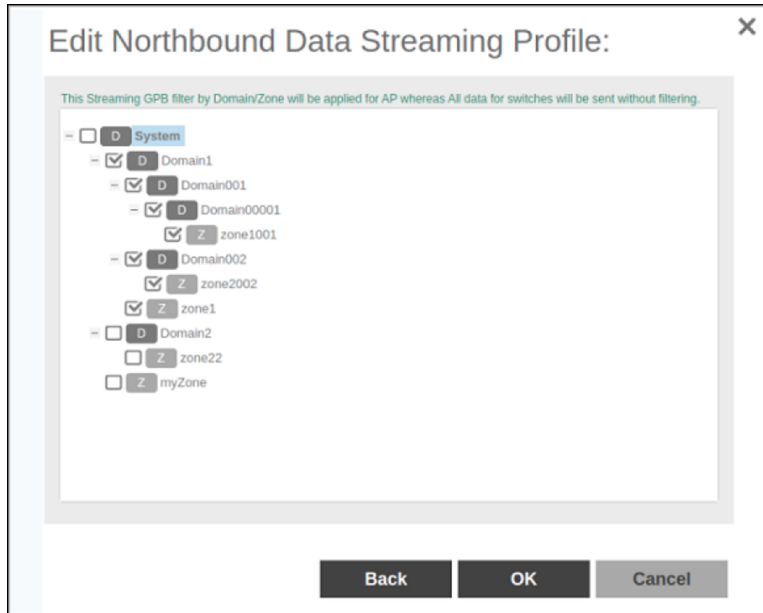 Edit Northbound Data Streaming Profile:
This Streaming GPB filter by Domain/Zone will be applied for AP whereas All data for switches will be sent without filtering.
D System
D Domain1
D Domain001
D Domain00001
Z zone1001
D Domain002
Z zone2002
Z zone1
D Domain2
Z zone22
Z myZone
Back OK Cancel